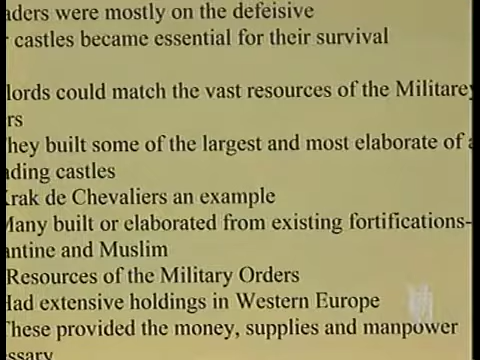 aders were mostly on the defeisive
r castles became essential for their survival
lords could match the vast resources of the Militarey
rs
hey built some of the largest and most elaborate of a
ding castles
Krak de Chevaliers an example
Many built or elaborated from existing fortifications-
antine and Muslim
Resources of the Military Orders
Had extensive holdings in Western Europe
These provided the money, supplies and manpower
essary